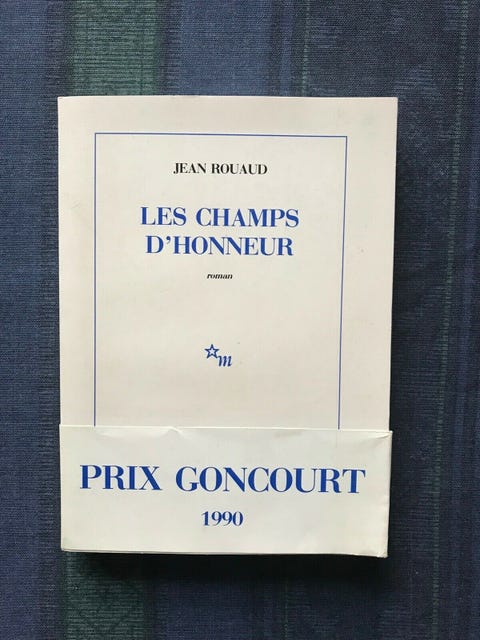 JEAN ROUAUD
LES CHAMPS
D'HONNEUR
roman
m
PRIX GONCOURT
1990